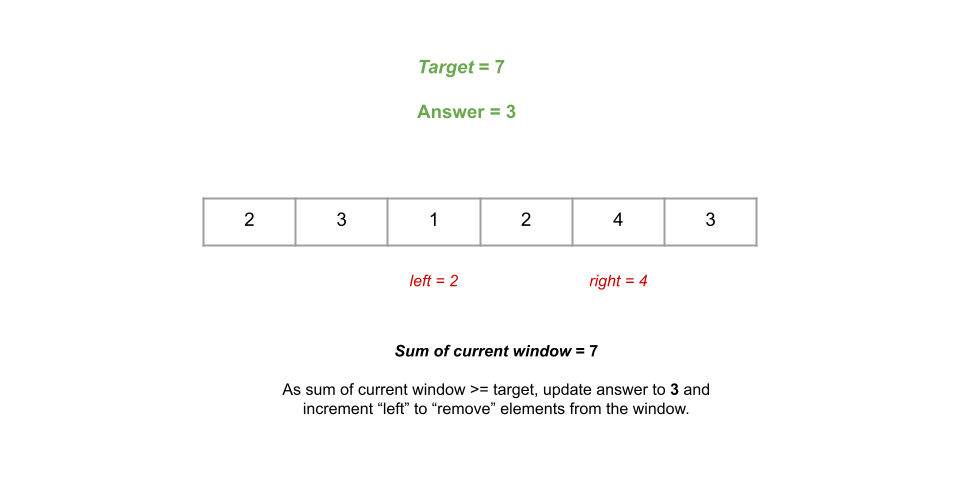 Target = 7
Answer = 3
2 3 1 2 4 3
left = 2 right = 4
Sum of current window = 7
As sum of current window >= target, update answer to 3 and
increment “left” to “remove” elements from the window.